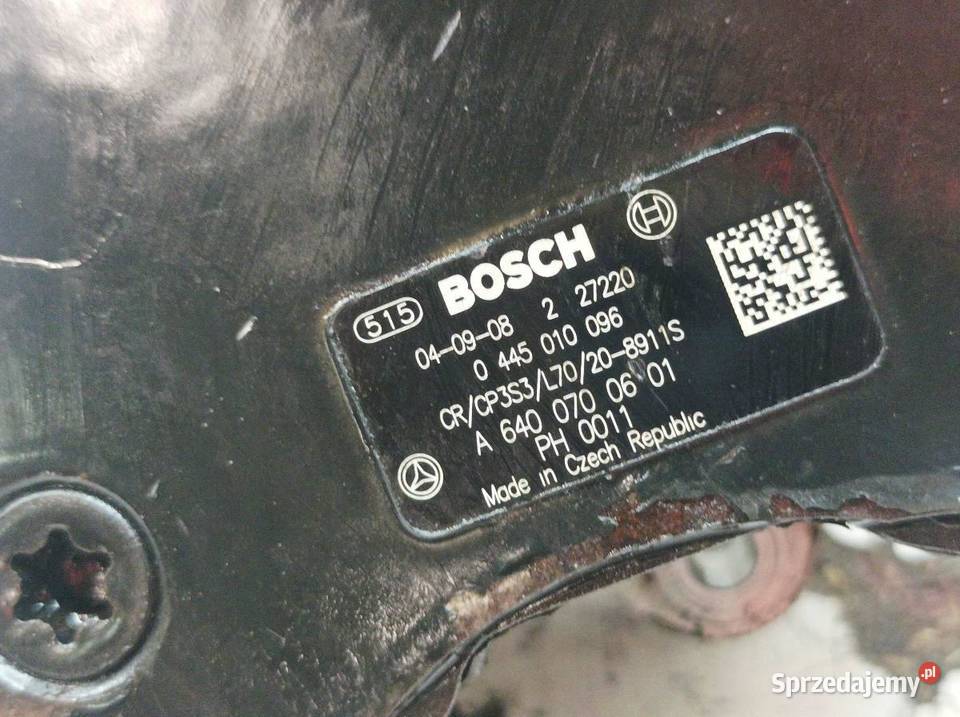 BOSCH
515
04-09-08 2 27220
0 445 010 096
CR/CP3S3/L70/20-8911S
A 640 070 06 01
PH 0011
Made in Czech Republic
Sprzedajemy.pl